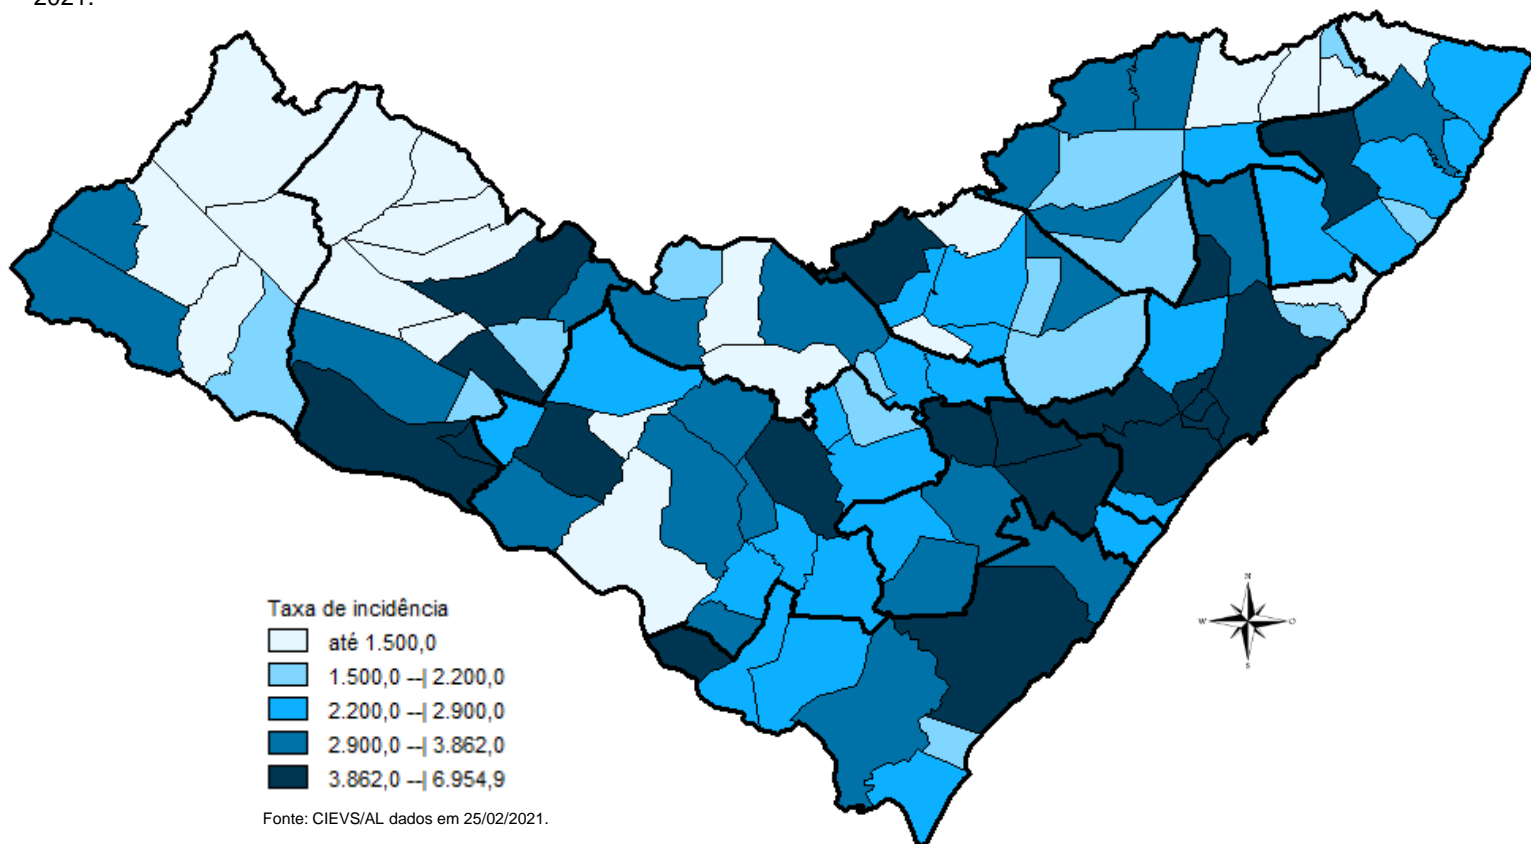 2021.
N
W
O
S
Taxa de incidência
até 1.500,0
1.500,0 --| 2.200,0
2.200,0 --| 2.900,0
2.900,0 --| 3.862,0
3.862,0 --| 6.954,9
Fonte: CIEVS/AL dados em 25/02/2021.